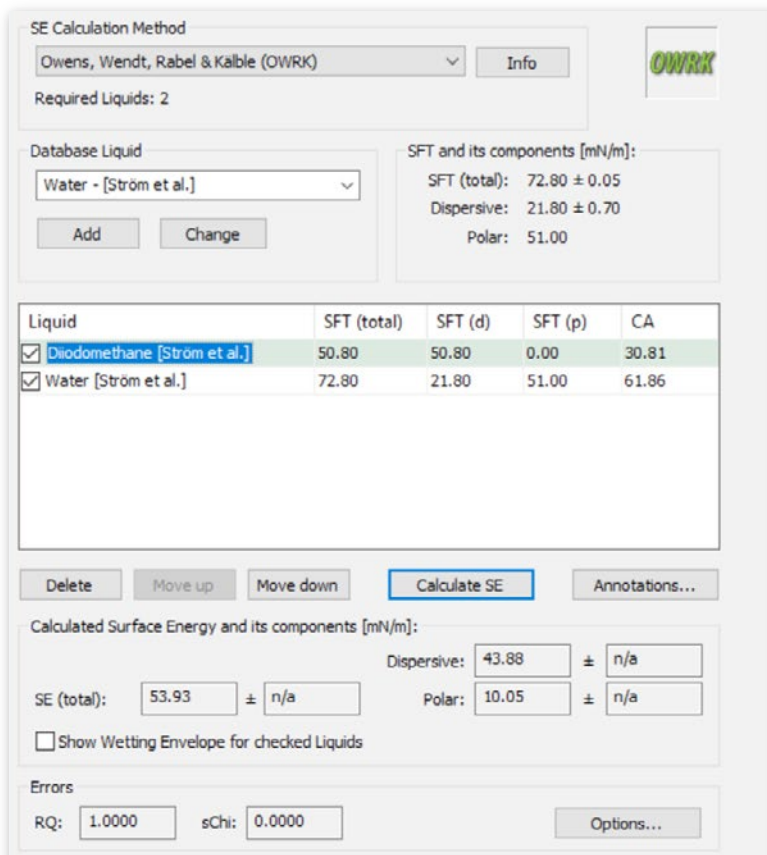 SE Calculation Method
Owens, Wendt, Rabel & Kälble (OWRK)
Info
OWRK
Required Liquids: 2
Database Liquid
SFT and its components [mN/m]:
Water - [Ström et al.]
SFT (total): 72.80 ± 0.05
Dispersive: 21.80 ± 0.70
Add Change
Polar: 51.00
Liquid SFT (total) SFT (d) SFT (p) CA
Diiodomethane [Ström et al.] 50.80 50.80 0.00 30.81
Water [Ström et al.] 72.80 21.80 51.00 61.86
Delete Move up Move down Calculate SE Annotations...
Calculated Surface Energy and its components [mN/m]:
Dispersive: 43.88 ± n/a
SE (total): 53.93 ± n/a Polar: 10.05 ± n/a
Show Wetting Envelope for checked Liquids
Errors
RQ: 1.0000 sChi: 0.0000 Options...